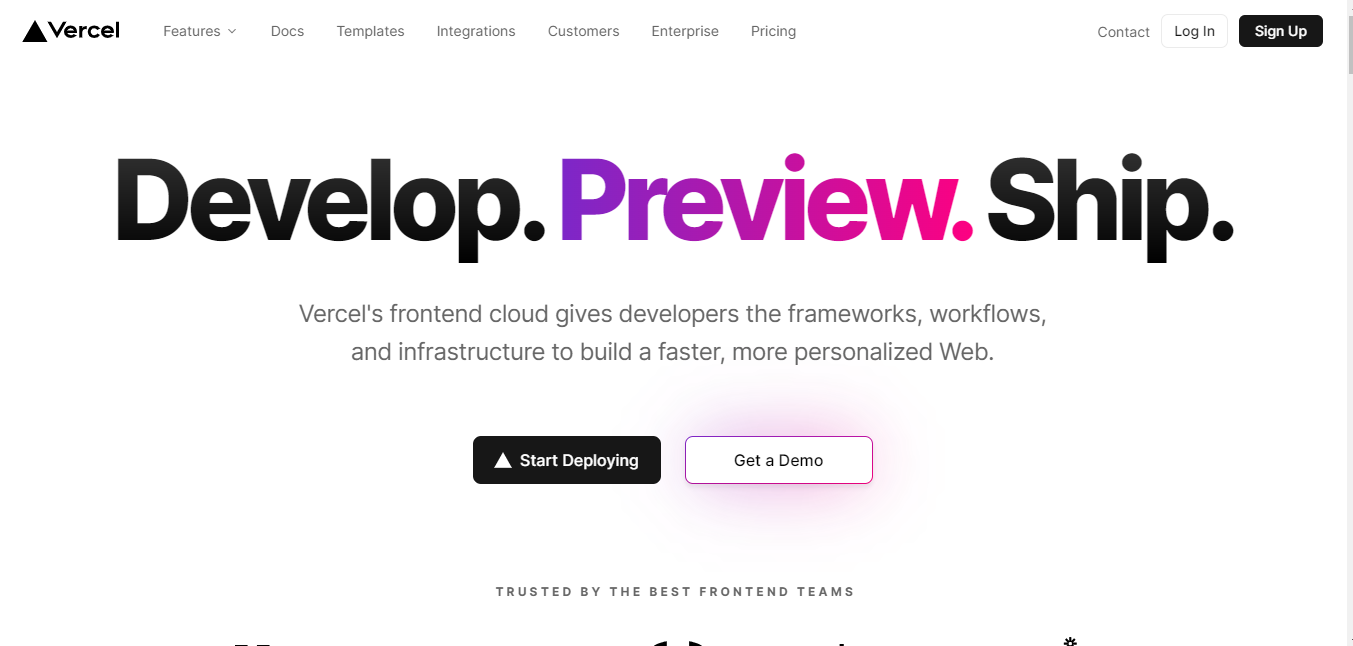 Vercel Features Docs Templates Integrations Customers Enterprise Pricing Contact Log In Sign Up
Develop. Preview. Ship.
Vercel's frontend cloud gives developers the frameworks, workflows,
and infrastructure to build a faster, more personalized Web.
Start Deploying Get a Demo
TRUSTED BY THE BEST FRONTEND TEAMS